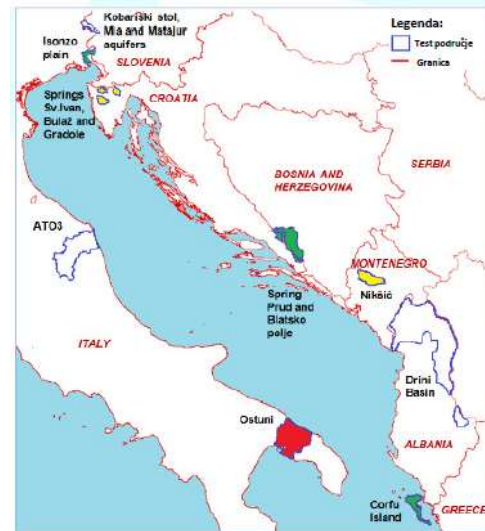 Kobariški stol,
Mia and Matajur
aquifers
Legenda:
Test područje
Granica
Isonzo
plain
SLOVENIA
Springs
Sv.Ivan,
Bulaž and
Gradole
CROATIA
BOSNIA AND
HERZEGOVINA
SERBIA
ATO3
MONTENEGRO
Nikšić
Spring
Prud and
Blatsko
polje
ITALY
Drini
Basin
Ostuni
ALBANIA
Corfu
Island
GREECE